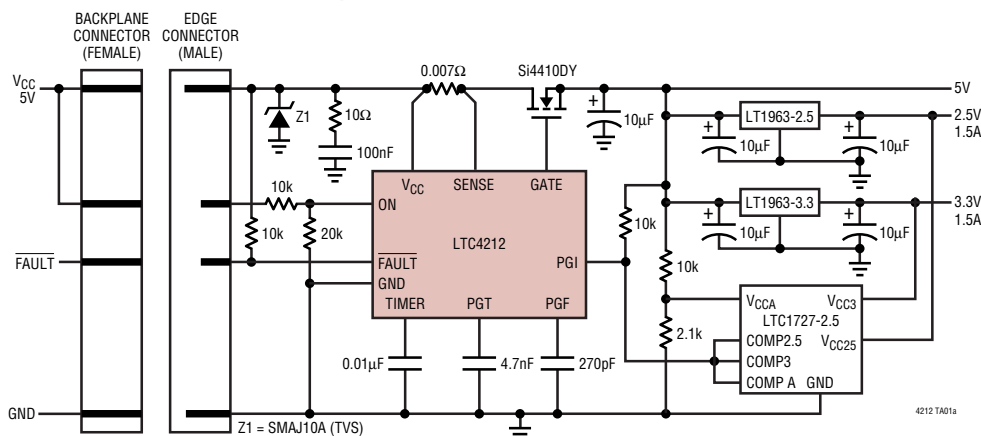 BACKPLANE
CONNECTOR
(FEMALE)
EDGE
CONNECTOR
(MALE)
VCC
5V
0.007Ω
Si4410DY
5V
Z1
10Ω
100nF
+
10µF
LT1963-2.5
2.5V
1.5A
+
10µF
+
10µF
10k
VCC
SENSE
GATE
ON
10k
20k
LTC4212
10k
LT1963-3.3
3.3V
1.5A
+
10µF
+
10µF
FAULT
FAULT
PGI
10k
GND
TIMER
PGT
PGF
VCCA
VCC3
LTC1727-2.5
2.1k
VCC25
COMP2.5
COMP3
COMP A
GND
0.01µF
4.7nF
270pF
GND
Z1 = SMAJ10A (TVS)
4212 TA01a